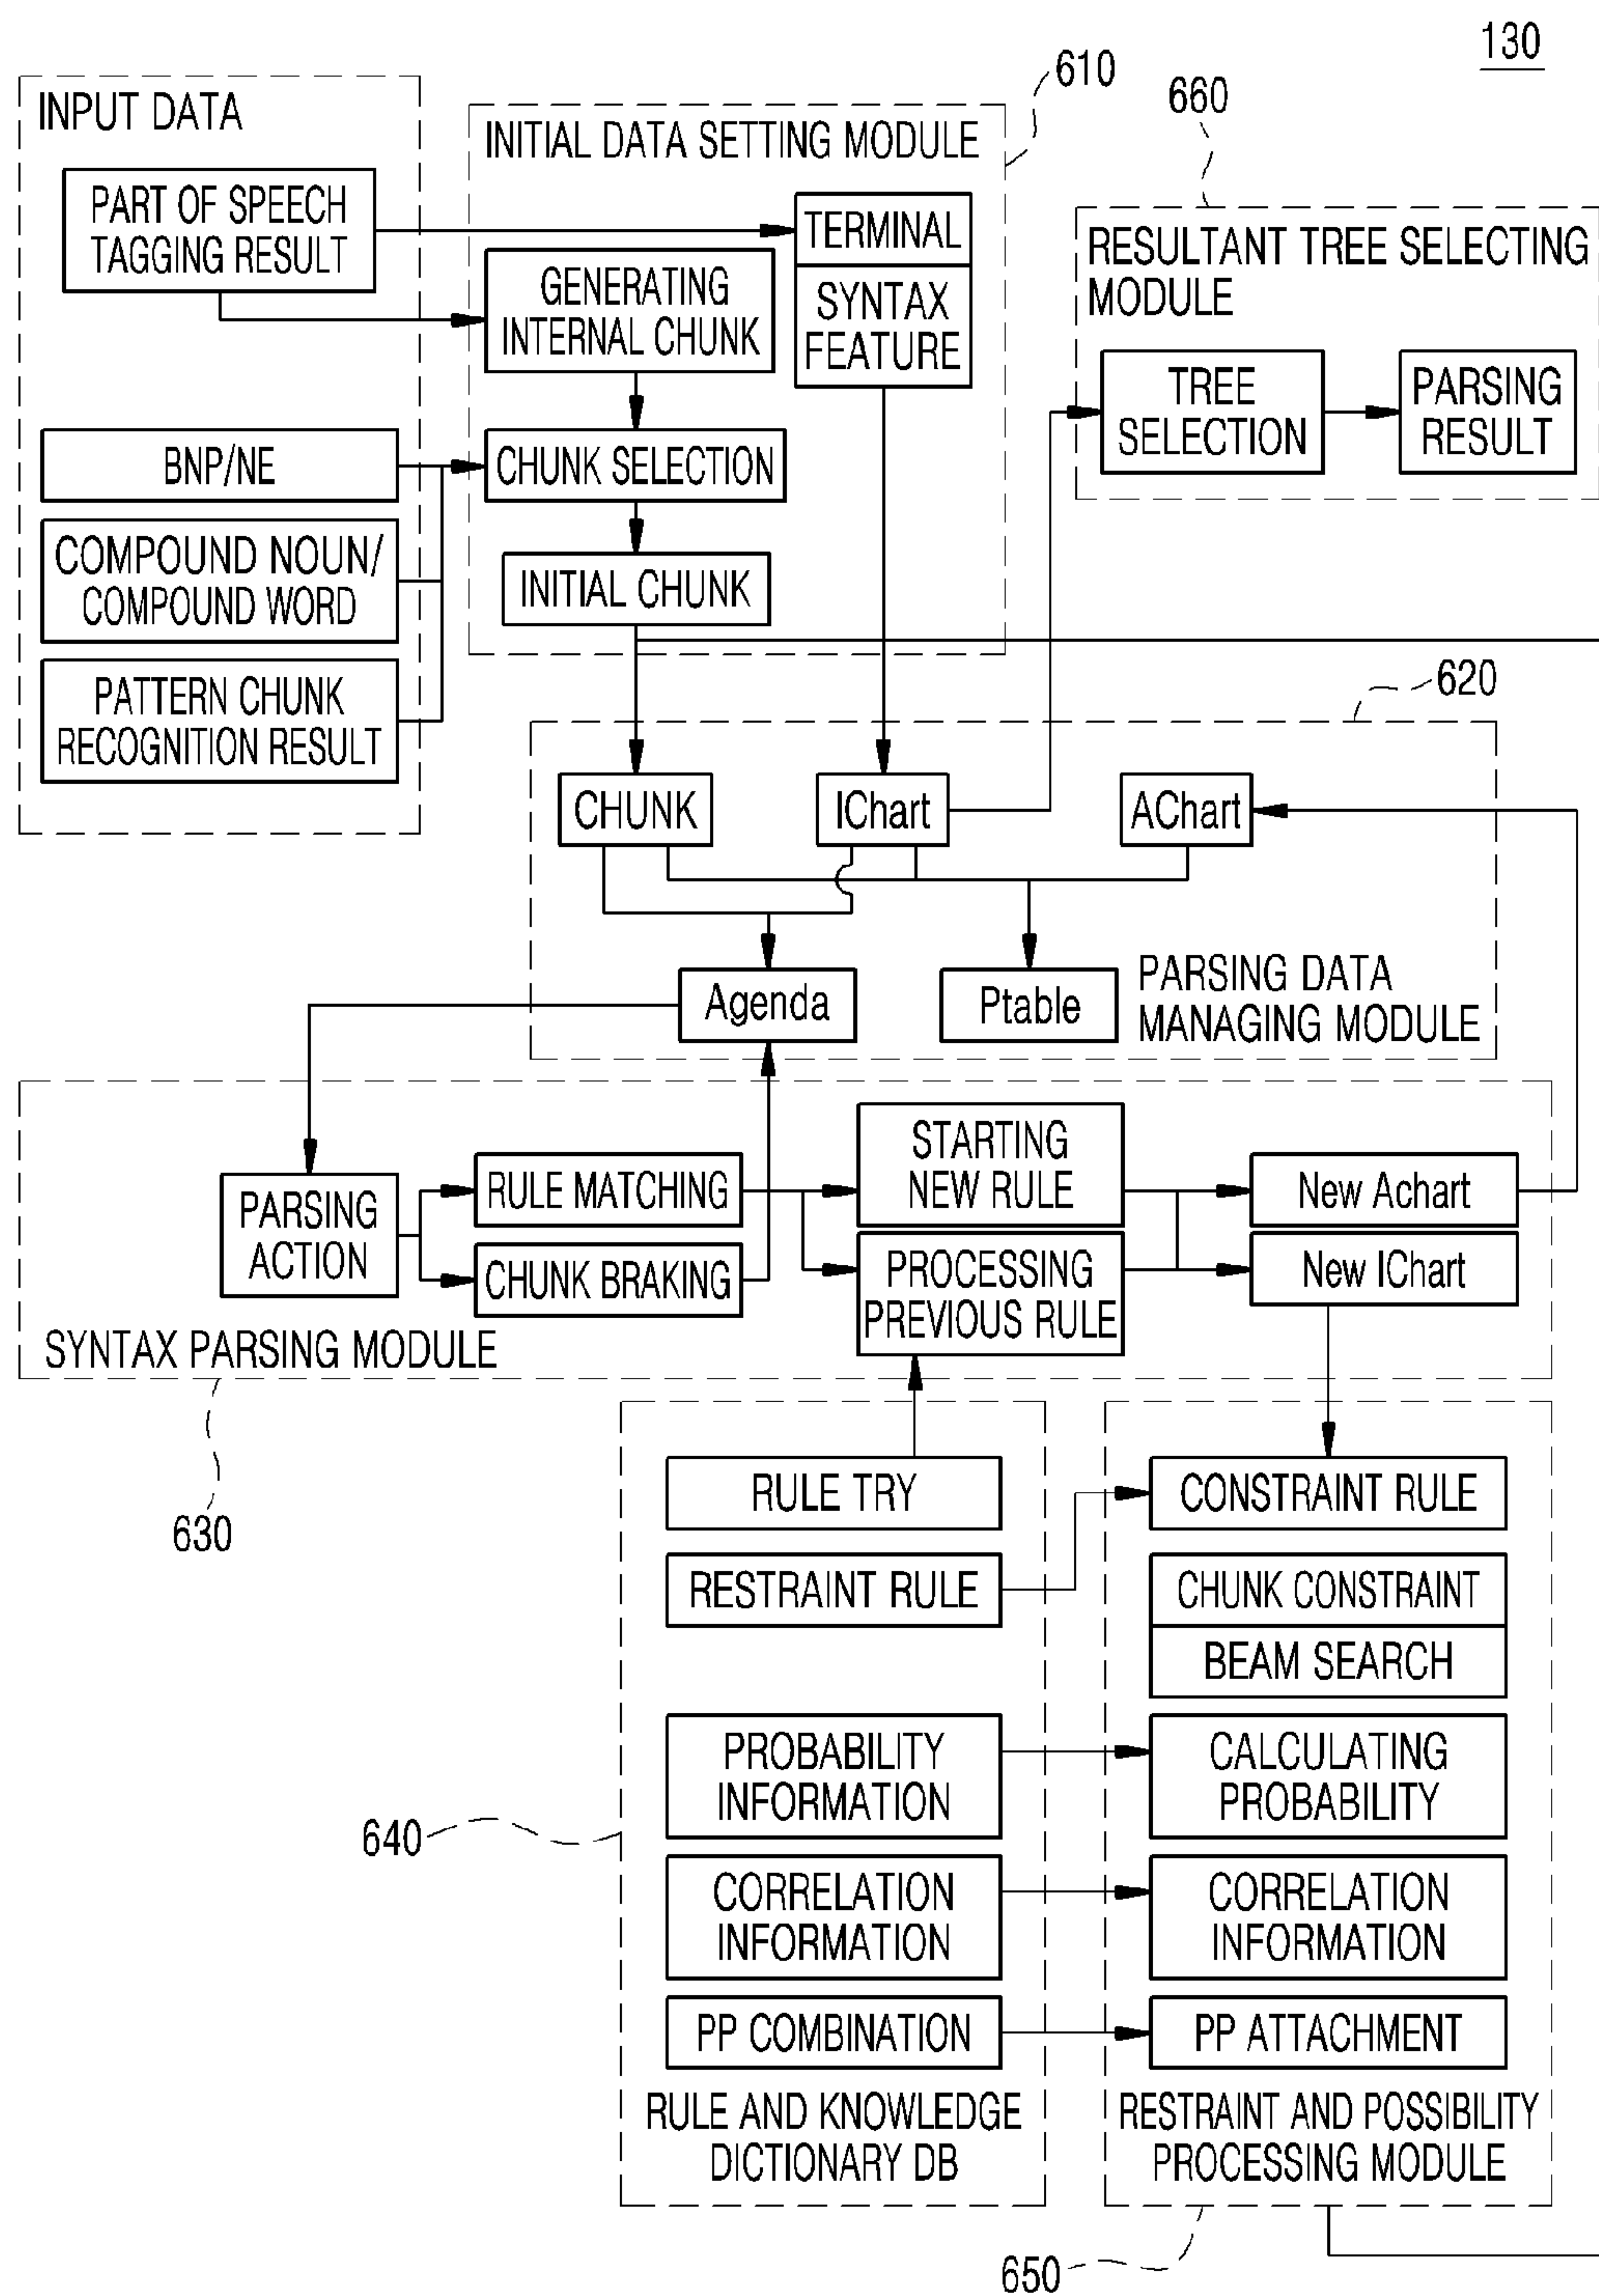 130
INPUT DATA
PART OF SPEECH
TAGGING RESULT
BNP/NE
COMPOUND NOUN/
COMPOUND WORD
PATTERN CHUNK
RECOGNITION RESULT
610
INITIAL DATA SETTING MODULE
TERMINAL
SYNTAX
FEATURE
GENERATING
INTERNAL CHUNK
CHUNK SELECTION
INITIAL CHUNK
660
RESULTANT TREE SELECTING
MODULE
TREE
SELECTION
PARSING
RESULT
620
CHUNK
IChart
AChart
Agenda
Ptable
PARSING DATA
MANAGING MODULE
PARSING
ACTION
RULE MATCHING
CHUNK BRAKING
STARTING
NEW RULE
PROCESSING
PREVIOUS RULE
New Achart
New IChart
SYNTAX PARSING MODULE
630
RULE TRY
RESTRAINT RULE
PROBABILITY
INFORMATION
CORRELATION
INFORMATION
PP COMBINATION
RULE AND KNOWLEDGE
DICTIONARY DB
640
CONSTRAINT RULE
CHUNK CONSTRAINT
BEAM SEARCH
CALCULATING
PROBABILITY
CORRELATION
INFORMATION
PP ATTACHMENT
RESTRAINT AND POSSIBILITY
PROCESSING MODULE
650